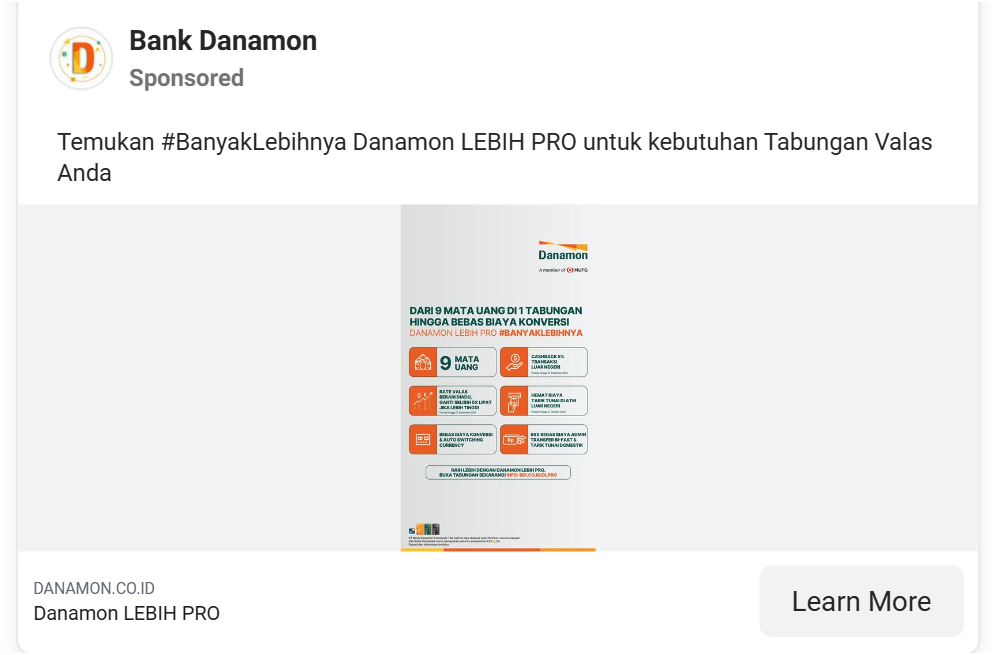 Bank Danamon
Sponsored
Temukan #BanyakLebihnya Danamon LEBIH PRO untuk kebutuhan Tabungan Valas
Anda
Danamon
A member of MUFG
DARI 9 MATA UANG DI 1 TABUNGAN
HINGGA BEBAS BIAYA KONVERSI
DANAMON LEBIH PRO #BANYAKLEBIHNYA
9 MATA
UANG
CASHBACK 5%
TRANSAKSI
LUAR NEGERI
RATE VALAS
BERANI DIADU,
GANTI SELISIH 5X LIPAT
JIKA LEBIH TINGGI
HEMAT BIAYA
TARIK TUNAI DI ATM
LUAR NEGERI
BEBAS BIAYA KONVERSI
& AUTO SWITCHING
CURRENCY
BEBAS BIAYA ADMIN
TRANSFER BI-FAST &
TARIK TUNAI DOMESTIK
RAIH LEBIH DENGAN DANAMON LEBIH PRO,
BUKA TABUNGAN SEKARANG!
DANAMON.CO.ID
Danamon LEBIH PRO
Learn More